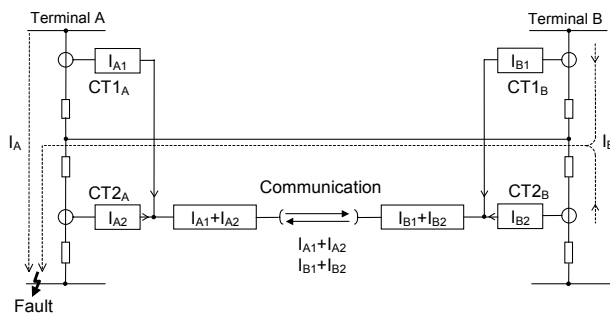 Terminal A
Terminal B
IA1
IB1
CT1A
CT1B
IA
IB
Communication
CT2A
CT2B
IA2
IA1+IA2
IB1+IB2
IB2
IA1+IA2
IB1+IB2
Fault